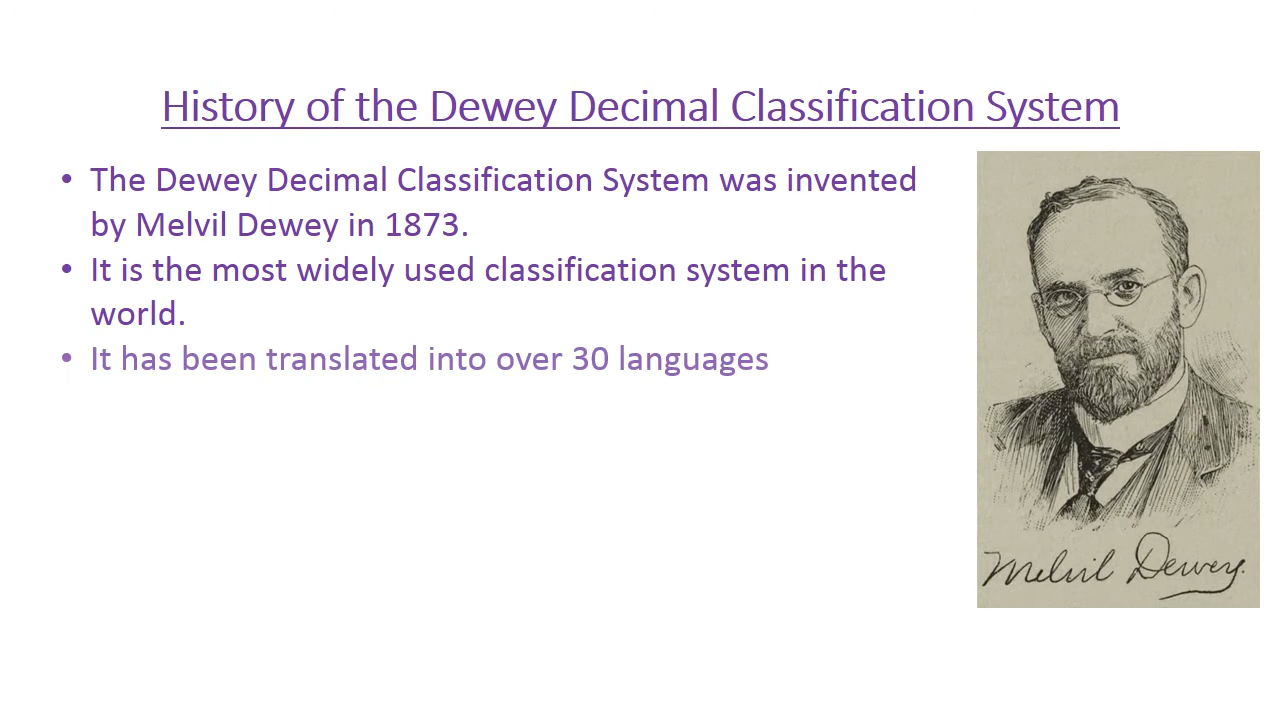 History of the Dewey Decimal Classification System
• The Dewey Decimal Classification System was invented
by Melvil Dewey in 1873.
• It is the most widely used classification system in the
world.
• It has been translated into over 30 languages
Melvil Dewey.